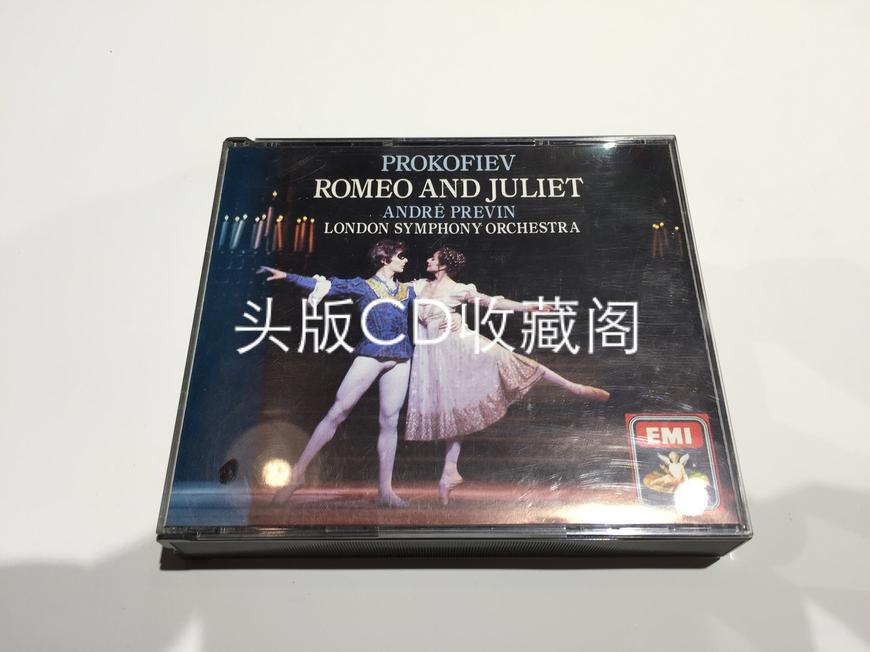 PROKOFIEV
ROMEO AND JULIET
ANDRÉ PREVIN
LONDON SYMPHONY ORCHESTRA
头版CD收藏阁
EMI